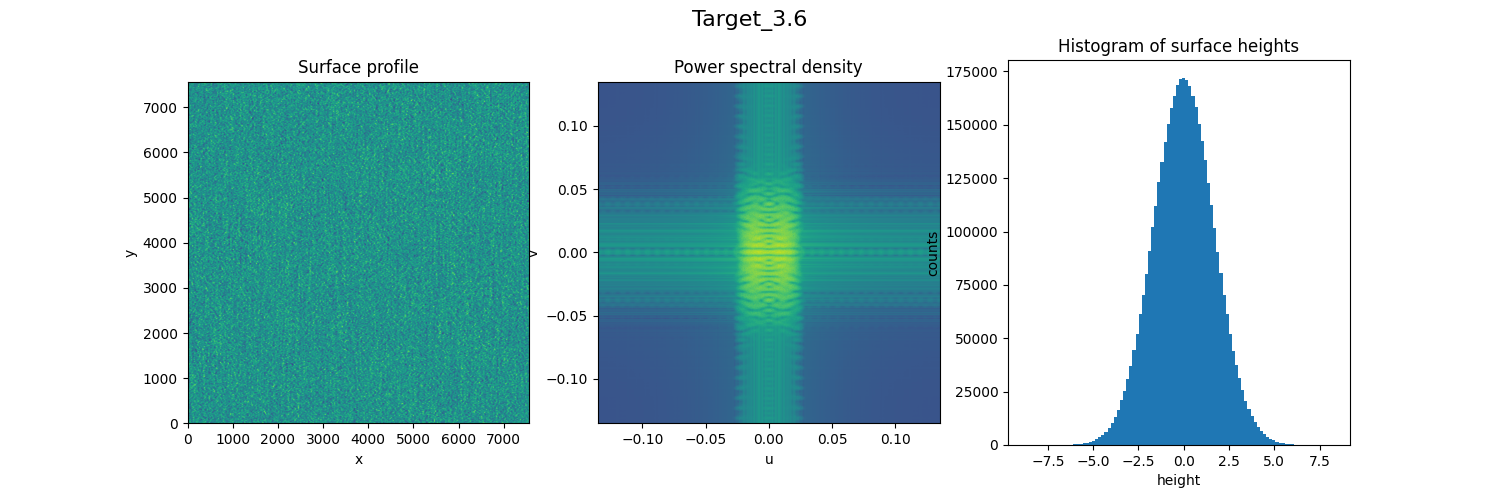 Target_3.6
Surface profile
7000
6000
5000
4000
3000
2000
1000
0
0 1000 2000 3000 4000 5000 6000 7000
x
y
Power spectral density
0.10
0.05
0.00
−0.05
−0.10
−0.10 −0.05 0.00 0.05 0.10
u
v
Histogram of surface heights
175000
150000
125000
100000
75000
50000
25000
0
−7.5 −5.0 −2.5 0.0 2.5 5.0 7.5
height
counts